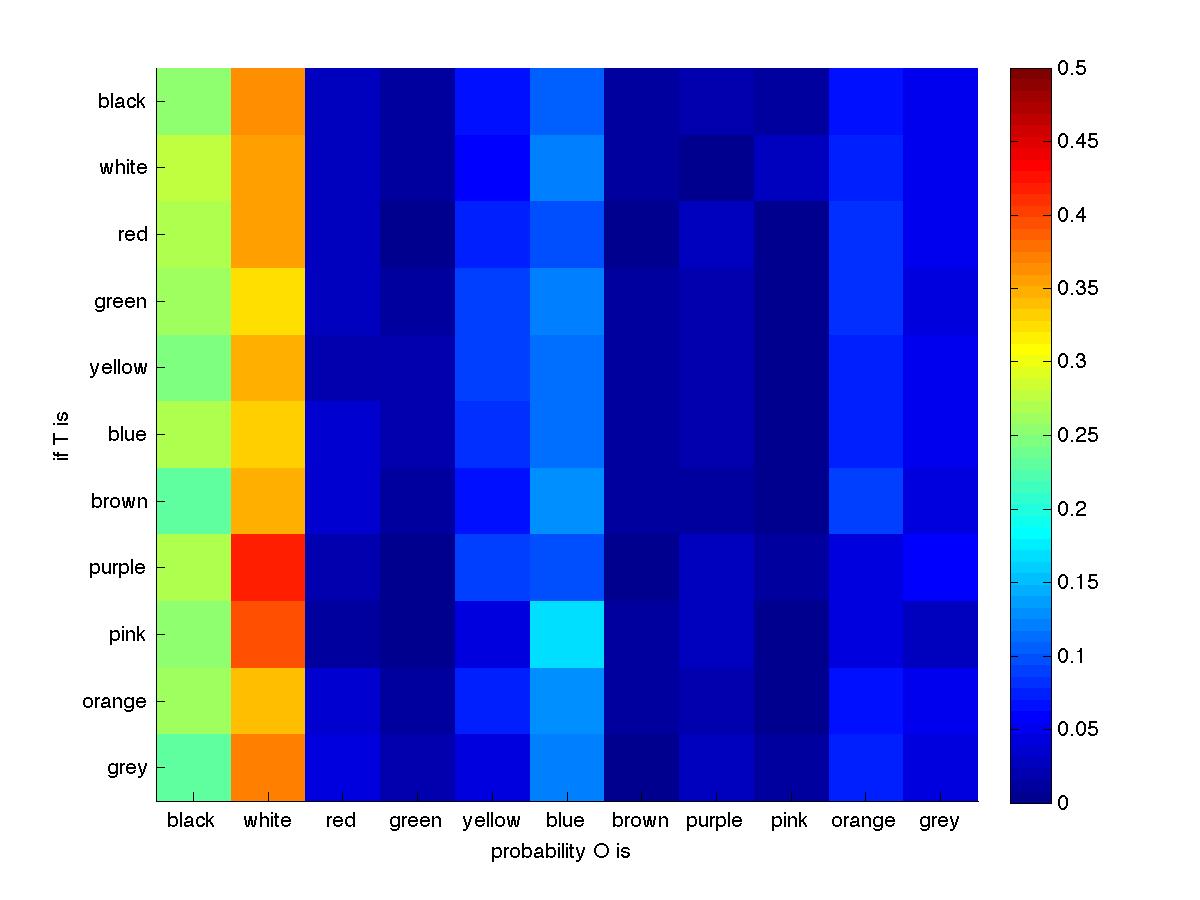 black
white
red
green
yellow
blue
brown
purple
pink
orange
grey
if T is
black white red green yellow blue brown purple pink orange grey
probability O is
0.5
0.45
0.4
0.35
0.3
0.25
0.2
0.15
0.1
0.05
0